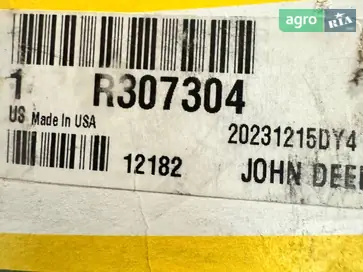 agro RIA
1 R307304
US Made In USA
20231215DY4
12182 JOHN DEE